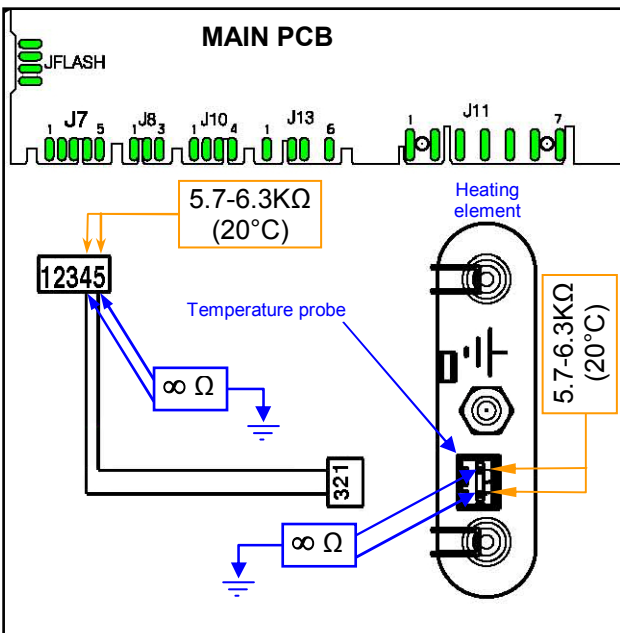 MAIN PCB
JFLASH
J7
J8
J10
J13
J11
1 5
1 3
1 4
1 6
1 7
5.7-6.3KΩ
(20°C)
Heating
element
12345
Temperature probe
5.7-6.3KΩ
(20°C)
∞ Ω
321
∞ Ω